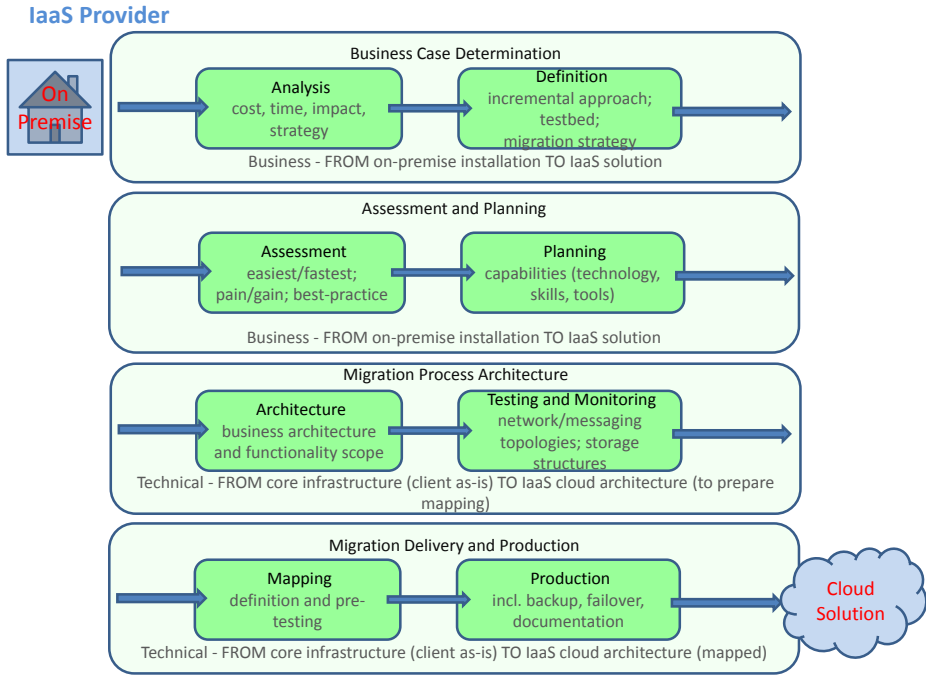 IaaS Provider
On
Premise
Business Case Determination
Analysis
cost, time, impact,
strategy
Definition
incremental approach;
testbed;
migration strategy
Business - FROM on-premise installation TO IaaS solution
Assessment and Planning
Assessment
easiest/fastest;
pain/gain; best-practice
Planning
capabilities (technology,
skills, tools)
Business - FROM on-premise installation TO IaaS solution
Migration Process Architecture
Architecture
business architecture
and functionality scope
Testing and Monitoring
network/messaging
topologies; storage
structures
Technical - FROM core infrastructure (client as-is) TO IaaS cloud architecture (to prepare
mapping)
Migration Delivery and Production
Mapping
definition and pre-
testing
Production
incl. backup, failover,
documentation
Technical - FROM core infrastructure (client as-is) TO IaaS cloud architecture (mapped)
Cloud
Solution